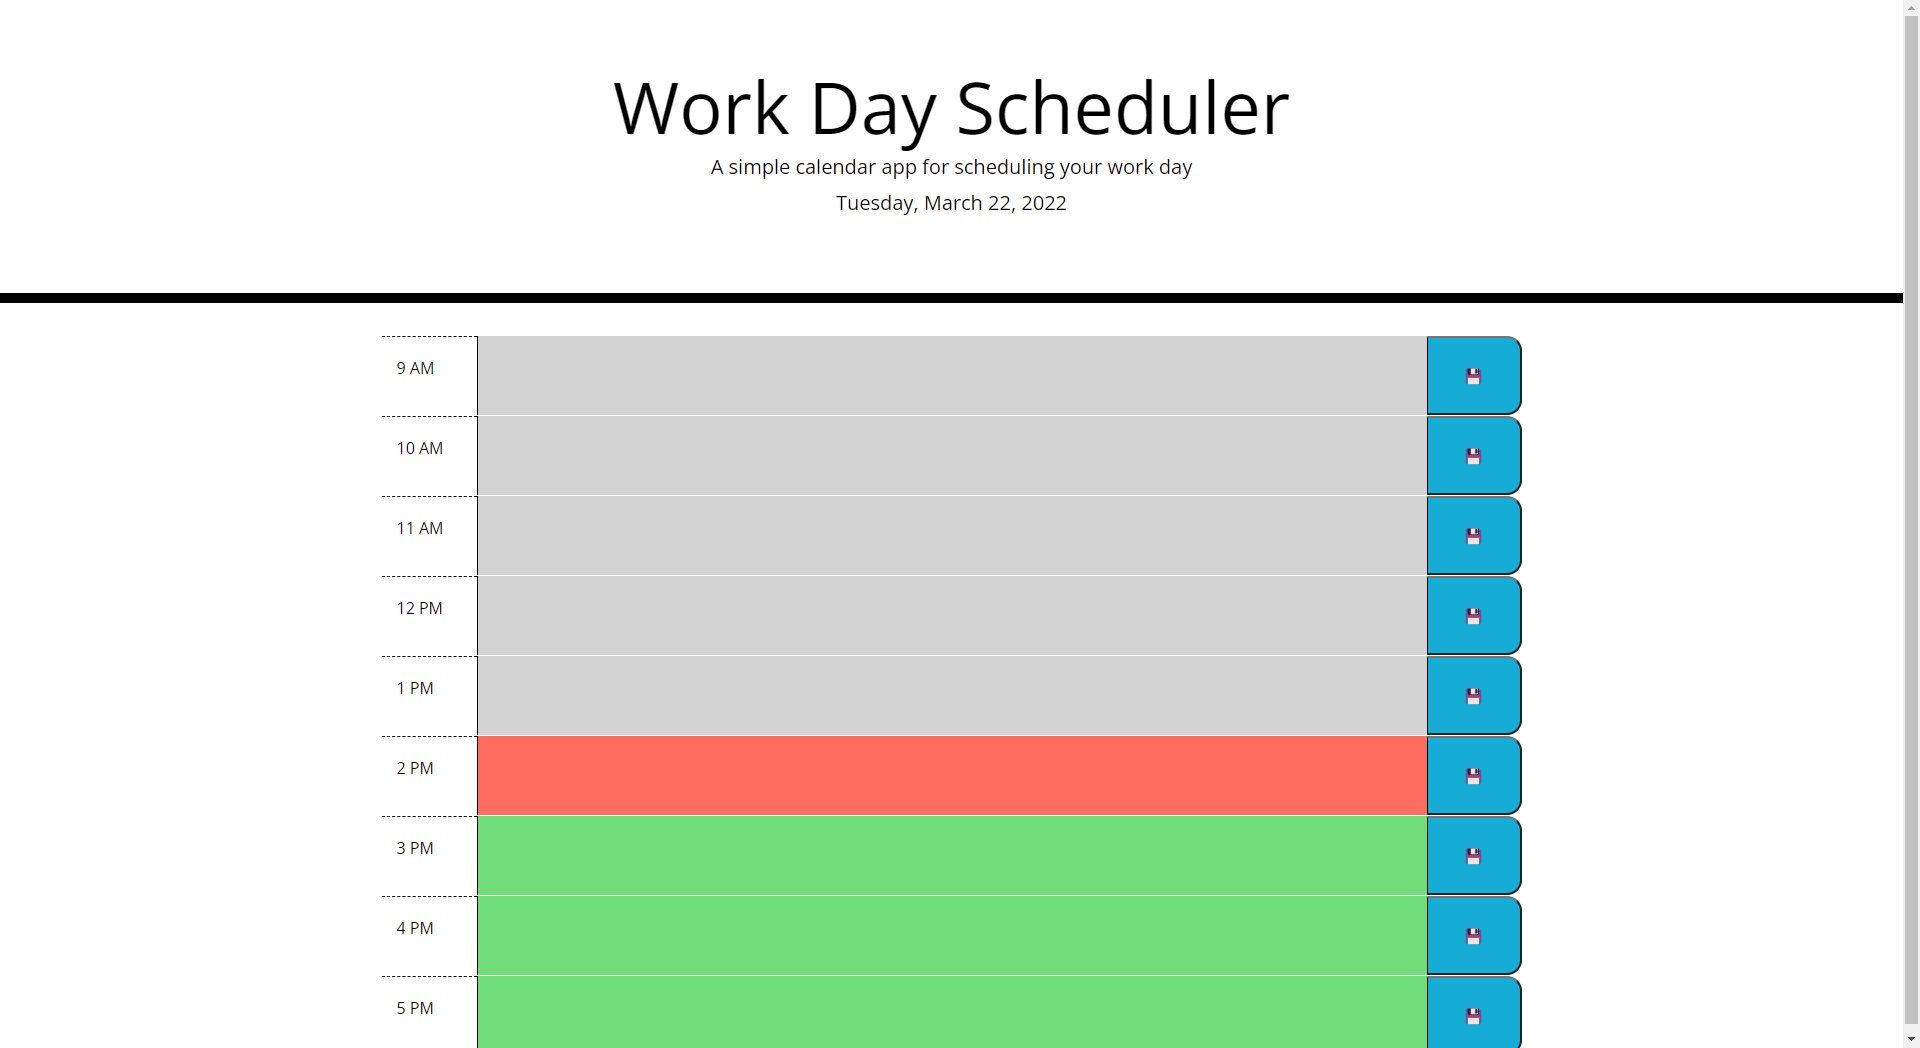 Work Day Scheduler
A simple calendar app for scheduling your work day
Tuesday, March 22, 2022
9 AM
10 AM
11 AM
12 PM
1 PM
2 PM
3 PM
4 PM
5 PM